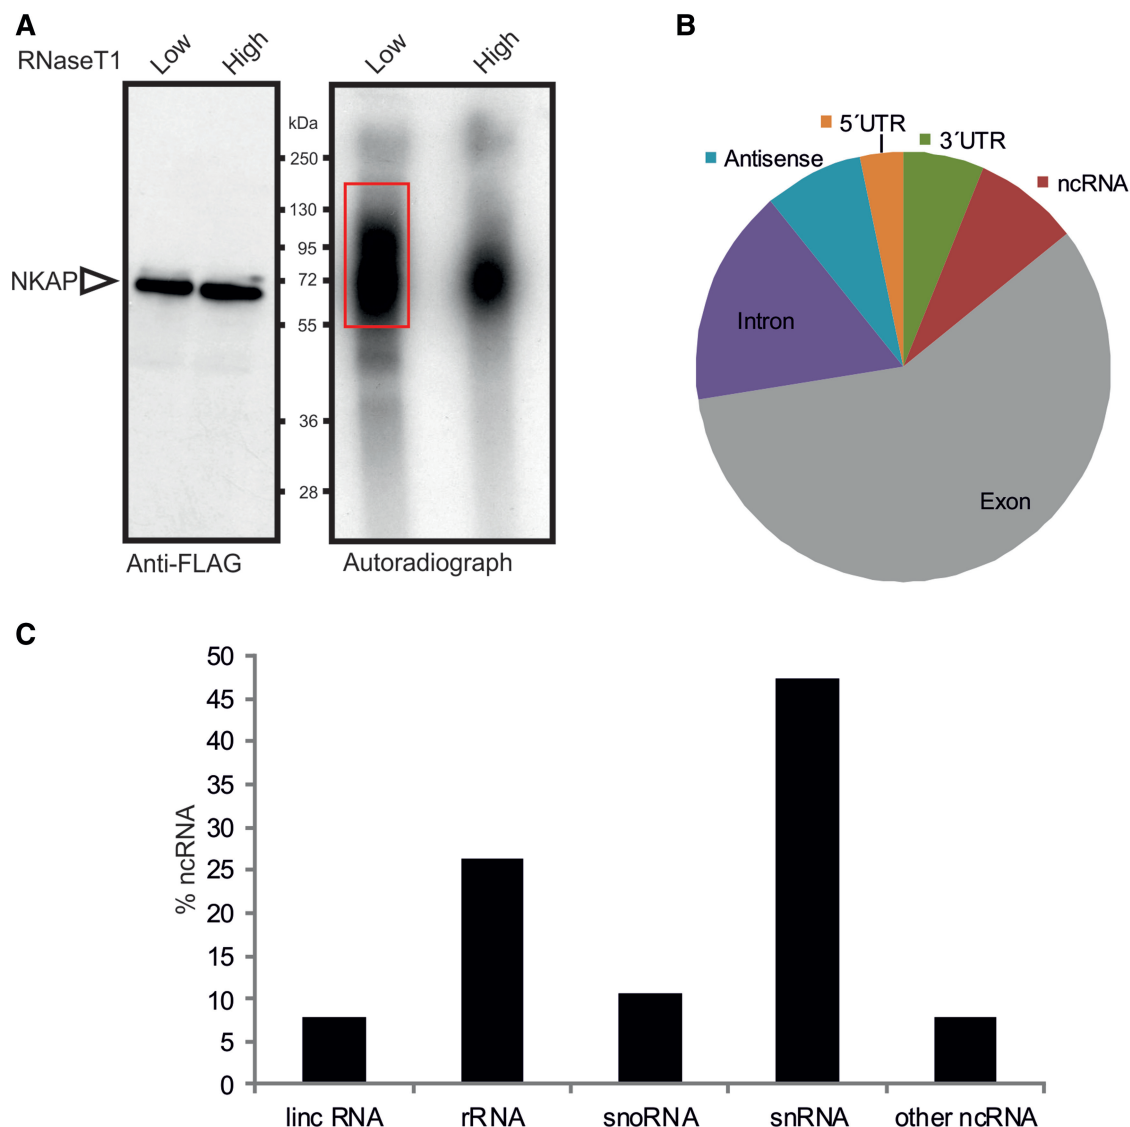 A
RNaseT1 Low High Low High
kDa
250
130
95
NKAP 72
55
36
28
Anti-FLAG Autoradiograph
B
5´UTR
3´UTR
Antisense
ncRNA
Intron
Exon
C
% ncRNA
50
45
40
35
30
25
20
15
10
5
0
linc RNA rRNA snoRNA snRNA other ncRNA